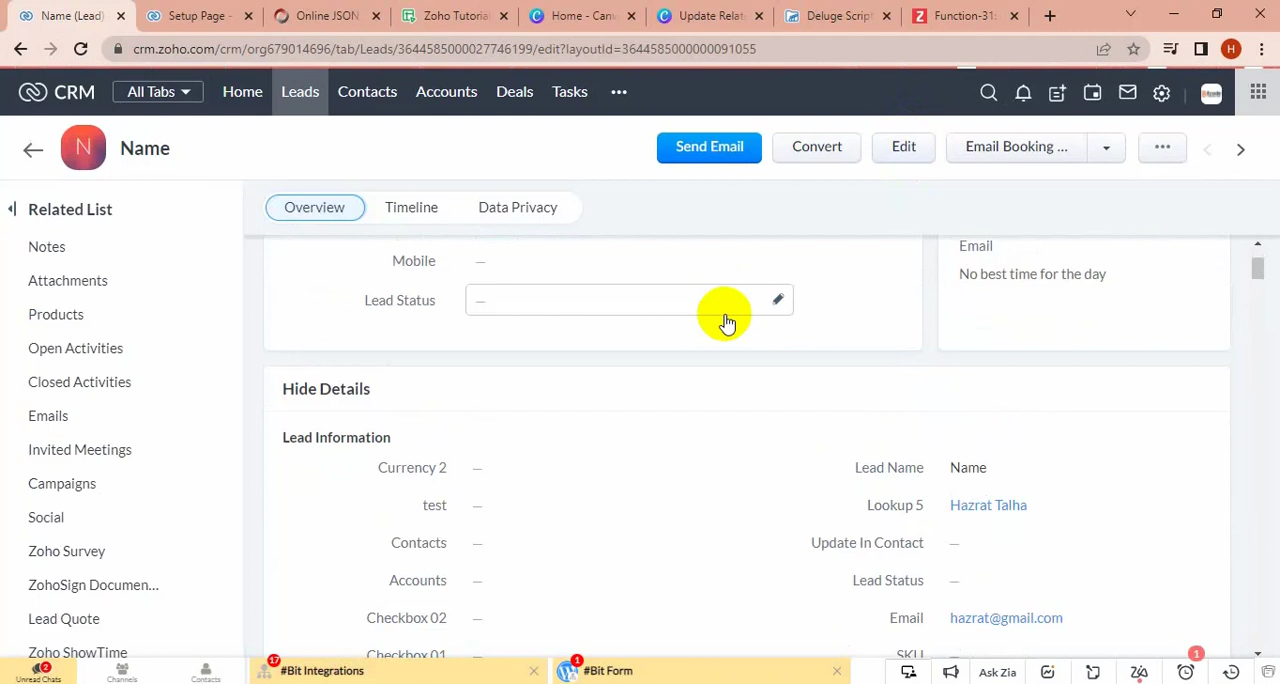 Name (Lead)
Setup Page -
Online JSON
Zoho Tutoria
Home - Canv
Update Relat
Deluge Scrip
Function-31:
crm.zoho.com/crm/org679014696/tab/Leads/3644585000027746199/edit?layoutId=3644585000000091055
H
CRM
All Tabs
Home
Leads
Contacts
Accounts
Deals
Tasks
•••
N
Name
Send Email
Convert
Edit
Email Booking ...
•••
Related List
Overview
Timeline
Data Privacy
Notes
Attachments
Products
Open Activities
Closed Activities
Emails
Invited Meetings
Campaigns
Social
Zoho Survey
ZohoSign Documen...
Lead Quote
Zoho ShowTime
Mobile —
Lead Status —
Email
No best time for the day
Hide Details
Lead Information
Currency 2 —
Lead Name Name
test —
Lookup 5 Hazrat Talha
Contacts —
Update In Contact —
Accounts —
Lead Status —
Checkbox 02 —
Email hazrat@gmail.com
Checkbox 01 —
SKU —
2
Unread Chats
Channels
Contacts
17
#Bit Integrations
1
#Bit Form
Ask Zia
1